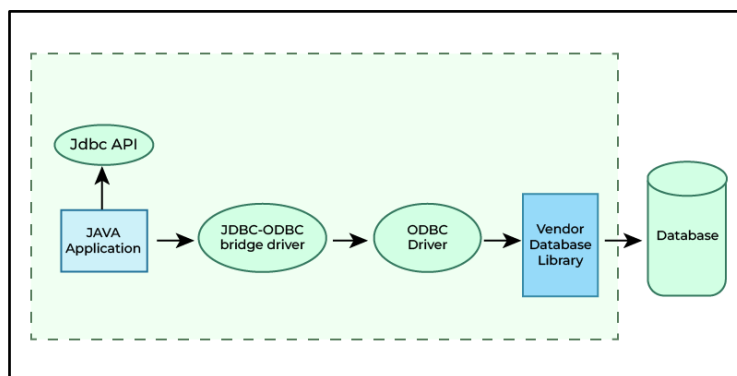 Jdbc API
JAVA
Application
JDBC-ODBC
bridge driver
ODBC
Driver
Vendor
Database
Library
Database